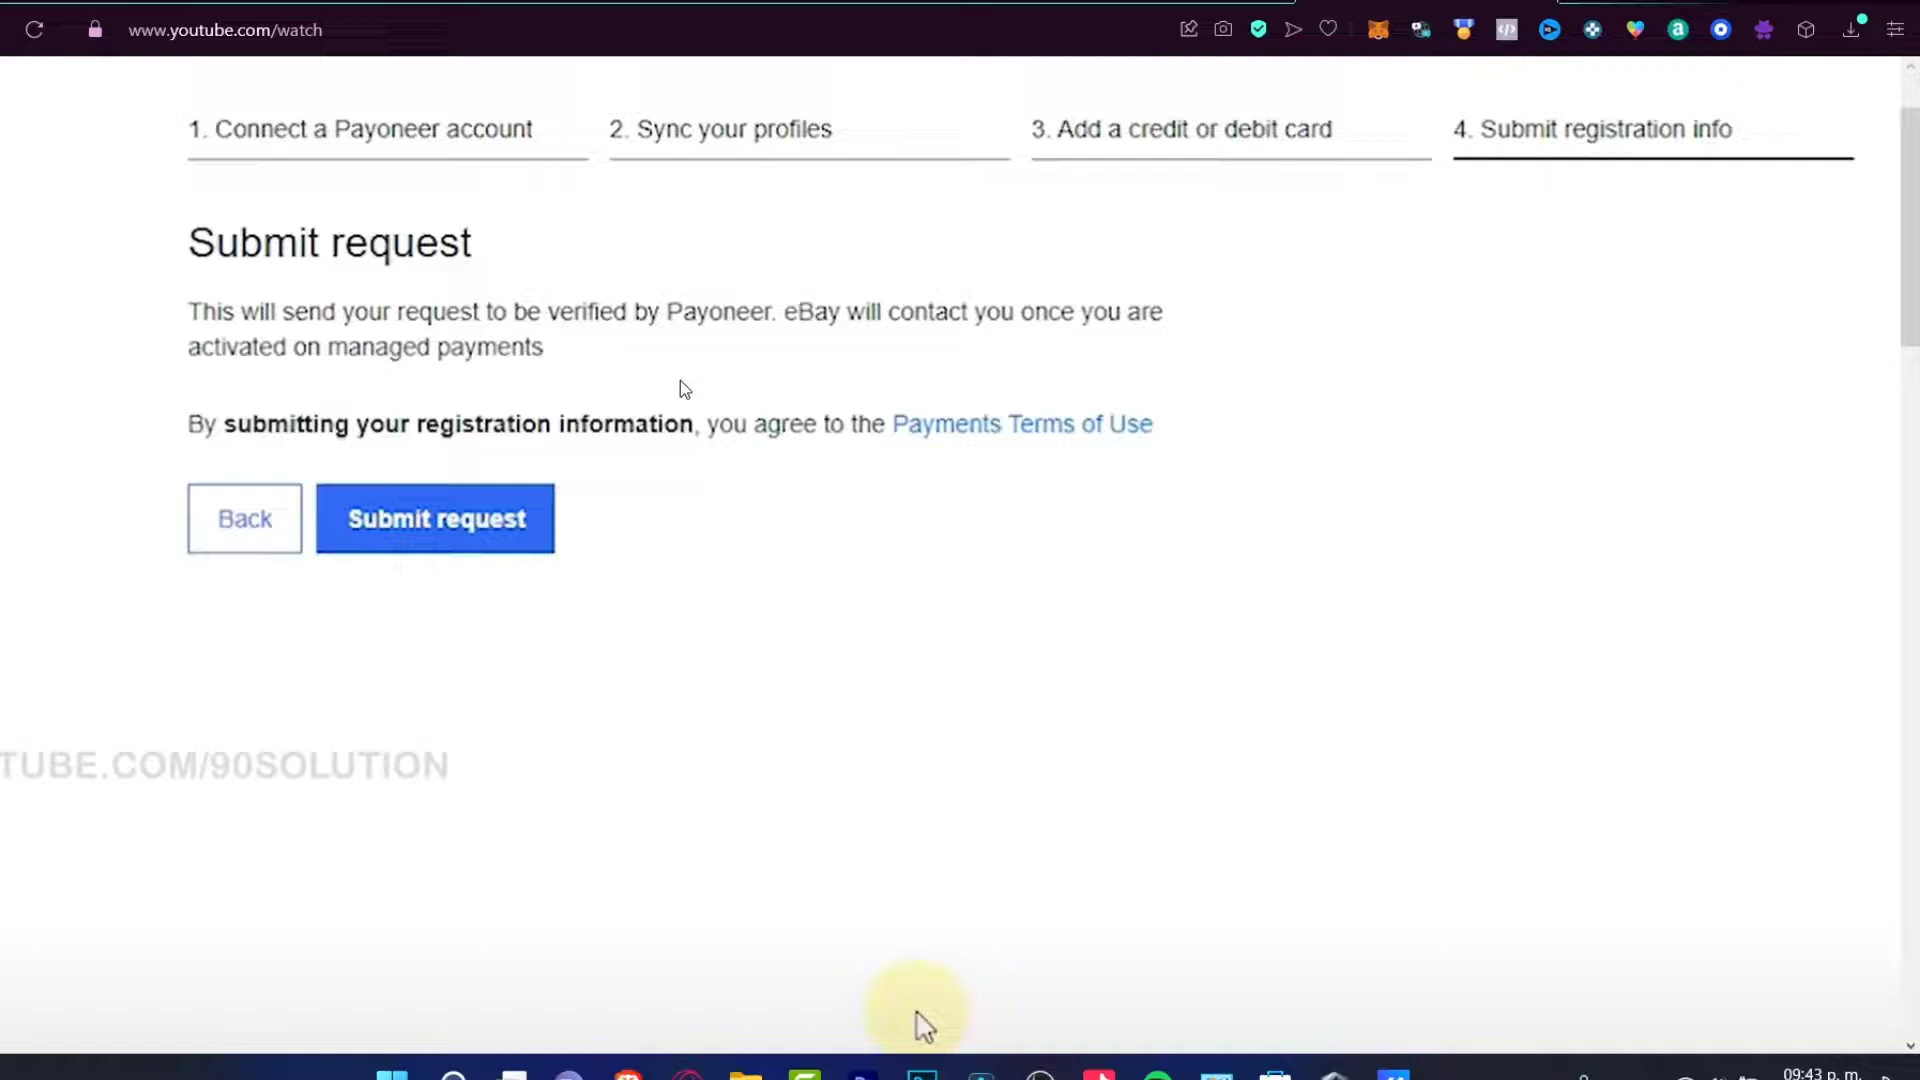 www.youtube.com/watch
1. Connect a Payoneer account
2. Sync your profiles
3. Add a credit or debit card
4. Submit registration info
Submit request
This will send your request to be verified by Payoneer. eBay will contact you once you are
activated on managed payments
By submitting your registration information, you agree to the Payments Terms of Use
Back
Submit request
TUBE.COM/90SOLUTION
09:43 p. m.